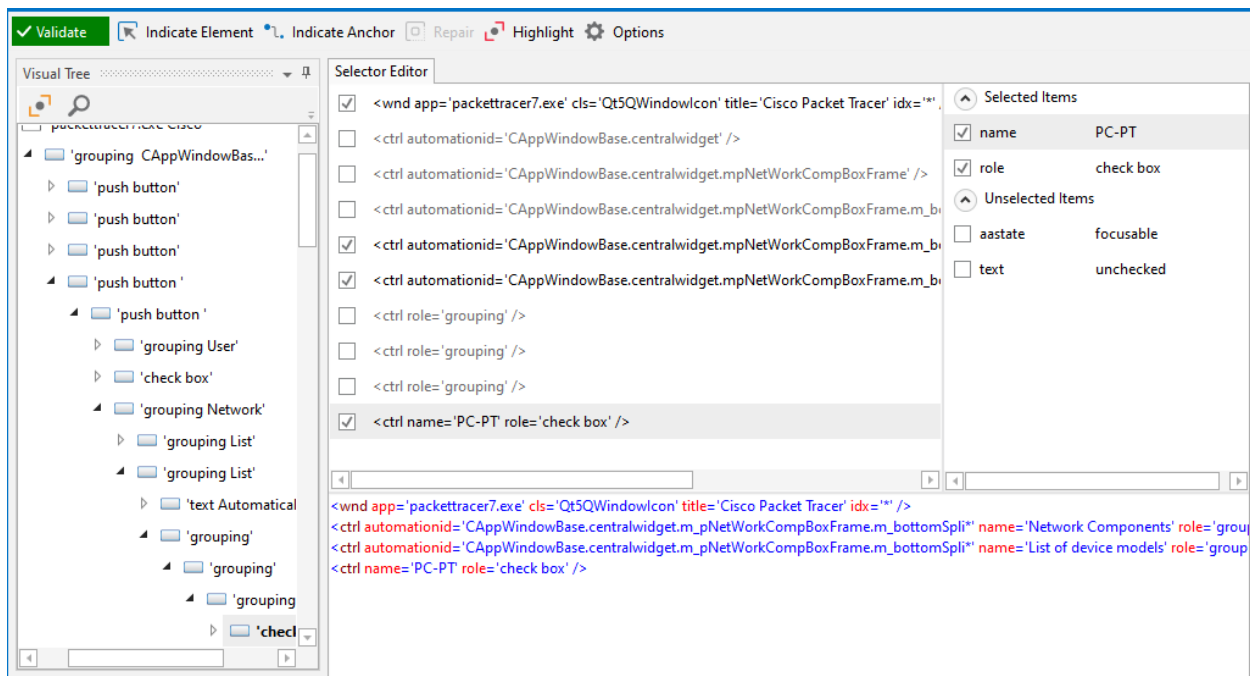 Validate Indicate Element Indicate Anchor Repair Highlight Options
Visual Tree
packettracer7.exe Cisco
'grouping CAppWindowBas...'
'push button'
'push button'
'push button'
'push button '
'push button '
'grouping User'
'check box'
'grouping Network'
'grouping List'
'grouping List'
'text Automatical
'grouping'
'grouping'
'grouping
'checl
Selector Editor
<wnd app='packettracer7.exe' cls='Qt5QWindowIcon' title='Cisco Packet Tracer' idx='*'
<ctrl automationid='CAppWindowBase.centralwidget' />
<ctrl automationid='CAppWindowBase.centralwidget.mpNetWorkCompBoxFrame' />
<ctrl automationid='CAppWindowBase.centralwidget.mpNetWorkCompBoxFrame.m_bo
<ctrl automationid='CAppWindowBase.centralwidget.mpNetWorkCompBoxFrame.m_bo
<ctrl automationid='CAppWindowBase.centralwidget.mpNetWorkCompBoxFrame.m_bo
<ctrl role='grouping' />
<ctrl role='grouping' />
<ctrl role='grouping' />
<ctrl name='PC-PT' role='check box' />
Selected Items
name PC-PT
role check box
Unselected Items
aastate focusable
text unchecked
<wnd app='packettracer7.exe' cls='Qt5QWindowIcon' title='Cisco Packet Tracer' idx='*' />
<ctrl automationid='CAppWindowBase.centralwidget.m_pNetWorkCompBoxFrame.m_bottomSpli*' name='Network Components' role='group
<ctrl automationid='CAppWindowBase.centralwidget.m_pNetWorkCompBoxFrame.m_bottomSpli*' name='List of device models' role='group
<ctrl name='PC-PT' role='check box' />